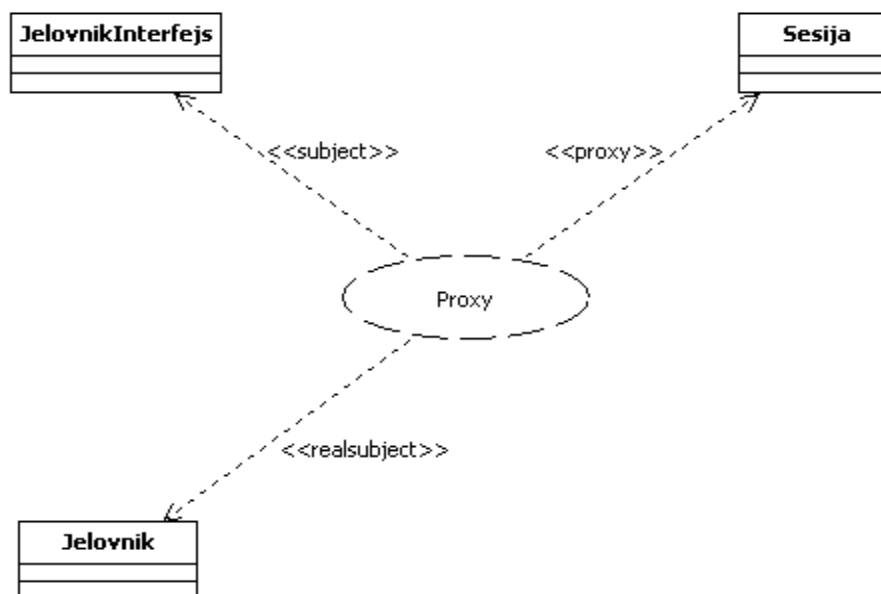 JelovnikInterfejs
Sesija
<<subject>>
<<proxy>>
Proxy
<<realsubject>>
Jelovnik